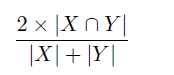 2 × |X ∩ Y|
|X| + |Y|